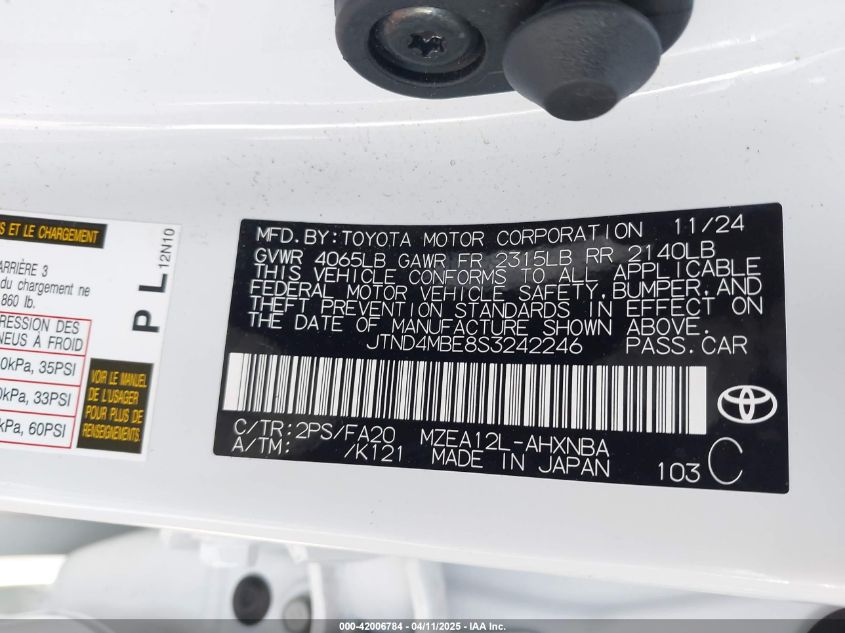 S ET LE CHARGEMENT
ARRIÈRE 3
du chargement ne
860 lb.
RESSION DES
NEUS À FROID
0kPa, 35PSI
0kPa, 33PSI
kPa, 60PSI
VOIR LE MANUEL
DE L'USAGER
POUR PLUS DE
RENSEIGNEMENTS.
P L
12N10
MFD.BY:TOYOTA MOTOR CORPORATION 11/24
GVWR 4065LB GAWR FR 2315LB RR 2140LB
THIS VEHICLE CONFORMS TO ALL APPLICABLE
FEDERAL MOTOR VEHICLE SAFETY,BUMPER,AND
THEFT PREVENTION STANDARDS IN EFFECT ON
THE DATE OF MANUFACTURE SHOWN ABOVE.
JTND4MBE8S3242246 PASS.CAR
C/TR:2PS/FA20 MZEA12L-AHXNBA
A/TM: /K121 MADE IN JAPAN 103 C
000-42006784 - 04/11/2025 - IAA Inc.